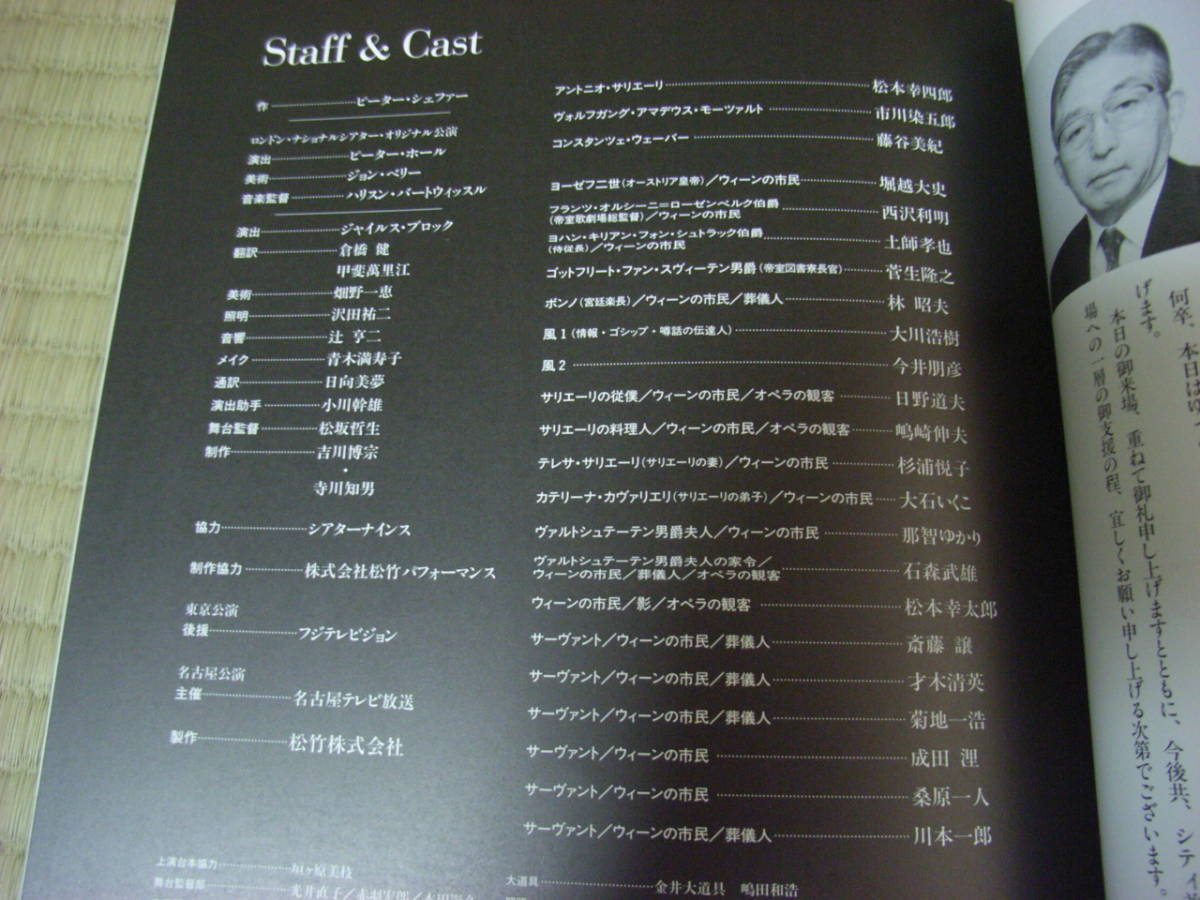 Staff & Cast
作 ピーター・シェファー
ロンドン・ナショナルシアター・オリジナル公演
演出 ピーター・ホール
美術 ジョン・ベリー
音楽監督 ハリスン・バートウィッスル
演出 ジャイルス・ブロック
翻訳 倉橋 健
甲斐萬里江
美術 畑野一恵
照明 沢田祐二
音響 辻 亨二
メイク 青木満寿子
通訳 日向美夢
演出助手 小川幹雄
舞台監督 松坂哲生
制作 吉川博宗
・
寺川知男
協力 シアターナインス
制作協力 株式会社松竹パフォーマンス
東京公演
後援 フジテレビジョン
名古屋公演
主催 名古屋テレビ放送
製作 松竹株式会社
上演台本協力 垣ヶ原美枝
舞台監督部 光井直子/赤羽宏郎/
アントニオ・サリエーリ 松本幸四郎
ヴォルフガング・アマデウス・モーツァルト 市川染五郎
コンスタンツェ・ウェーバー 藤谷美紀
ヨーゼフ二世(オーストリア皇帝)/ウィーンの市民 堀越大史
フランツ・オルシーニ=ローゼンベルク伯爵
(帝室歌劇場総監督)/ウィーンの市民 西沢利明
ヨハン・キリアン・フォン・シュトラック伯爵
(侍従長)/ウィーンの市民 土師孝也
ゴットフリート・ファン・スヴィーテン男爵(帝室図書寮長官) 菅生隆之
ボンノ(宮廷楽長)/ウィーンの市民/葬儀人 林 昭夫
風1(情報・ゴシップ・噂話の伝達人) 大川浩樹
風2 今井朋彦
サリエーリの従僕/ウィーンの市民/オペラの観客 日野道夫
サリエーリの料理人/ウィーンの市民/オペラの観客 嶋崎伸夫
テレサ・サリエーリ(サリエーリの妻)/ウィーンの市民 杉浦悦子
カテリーナ・カヴァリエリ(サリエーリの弟子)/ウィーンの市民 大石いくこ
ヴァルトシュテーテン男爵夫人/ウィーンの市民 那智ゆかり
ヴァルトシュテーテン男爵夫人の家令/
ウィーンの市民/葬儀人/オペラの観客 石森武雄
ウィーンの市民/影/オペラの観客 松本幸太郎
サーヴァント/ウィーンの市民/葬儀人 斎藤 譲
サーヴァント/ウィーンの市民/葬儀人 才木清英
サーヴァント/ウィーンの市民/葬儀人 菊地一浩
サーヴァント/ウィーンの市民 成田 浬
サーヴァント/ウィーンの市民 桑原一人
サーヴァント/ウィーンの市民/葬儀人 川本一郎
大道具 金井大道具 嶋田和浩
何卒、本日は
げます。
本日の御来場、重ねて御礼申し上げますとともに、今後共、シティ
場への一層の御支援の程、宜しくお願い申し上げる次第でございます。